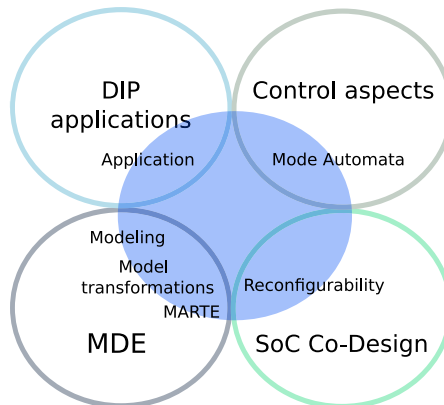 DIP
applications
Application
Control aspects
Mode Automata
Modeling
Model
transformations
MARTE
MDE
Reconfigurability
SoC Co-Design